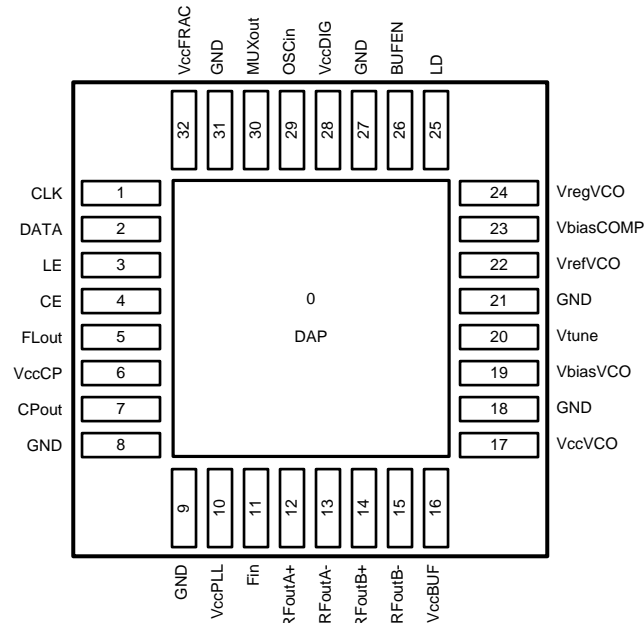 VccFRAC
GND
MUXout
OSCin
VccDIG
GND
BUFEN
LD
32
31
30
29
28
27
26
25
CLK 1
DATA 2
LE 3
CE 4
FLout 5
VccCP 6
CPout 7
GND 8
0
DAP
24 VregVCO
23 VbiasCOMP
22 VrefVCO
21 GND
20 Vtune
19 VbiasVCO
18 GND
17 VccVCO
9
10
11
12
13
14
15
16
GND
VccPLL
Fin
RFoutA+
RFoutA-
RFoutB+
RFoutB-
VccBUF